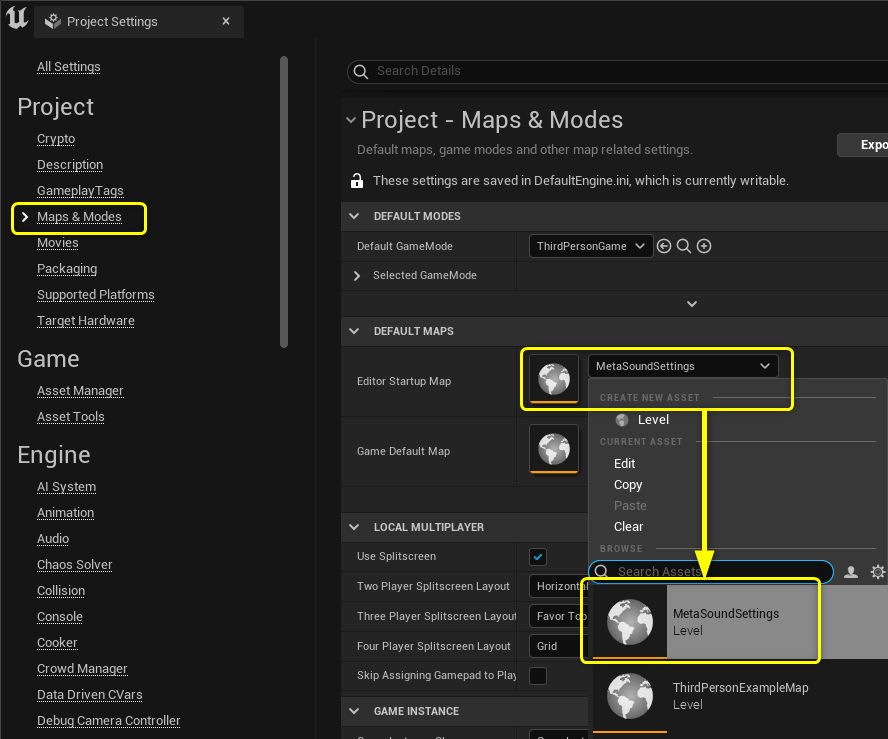 Project Settings
All Settings
Project
Crypto
Description
GameplayTags
Maps & Modes
Movies
Packaging
Supported Platforms
Target Hardware
Game
Asset Manager
Asset Tools
Engine
AI System
Animation
Audio
Chaos Solver
Collision
Console
Cooker
Crowd Manager
Data Driven CVars
Debug Camera Controller
Search Details
Project - Maps & Modes
Default maps, game modes and other map related settings.
Expo
These settings are saved in DefaultEngine.ini, which is currently writable.
DEFAULT MODES
Default GameMode
ThirdPersonGame
Selected GameMode
DEFAULT MAPS
Editor Startup Map
MetaSoundSettings
Game Default Map
CREATE NEW ASSET
Level
CURRENT ASSET
Edit
Copy
Paste
Clear
BROWSE
Search Assets
MetaSoundSettings
Level
ThirdPersonExampleMap
Level
LOCAL MULTIPLAYER
Use Splitscreen
Two Player Splitscreen Layout
Horizontal
Three Player Splitscreen Layout
Favor Top
Four Player Splitscreen Layout
Grid
Skip Assigning Gamepad to Play
GAME INSTANCE